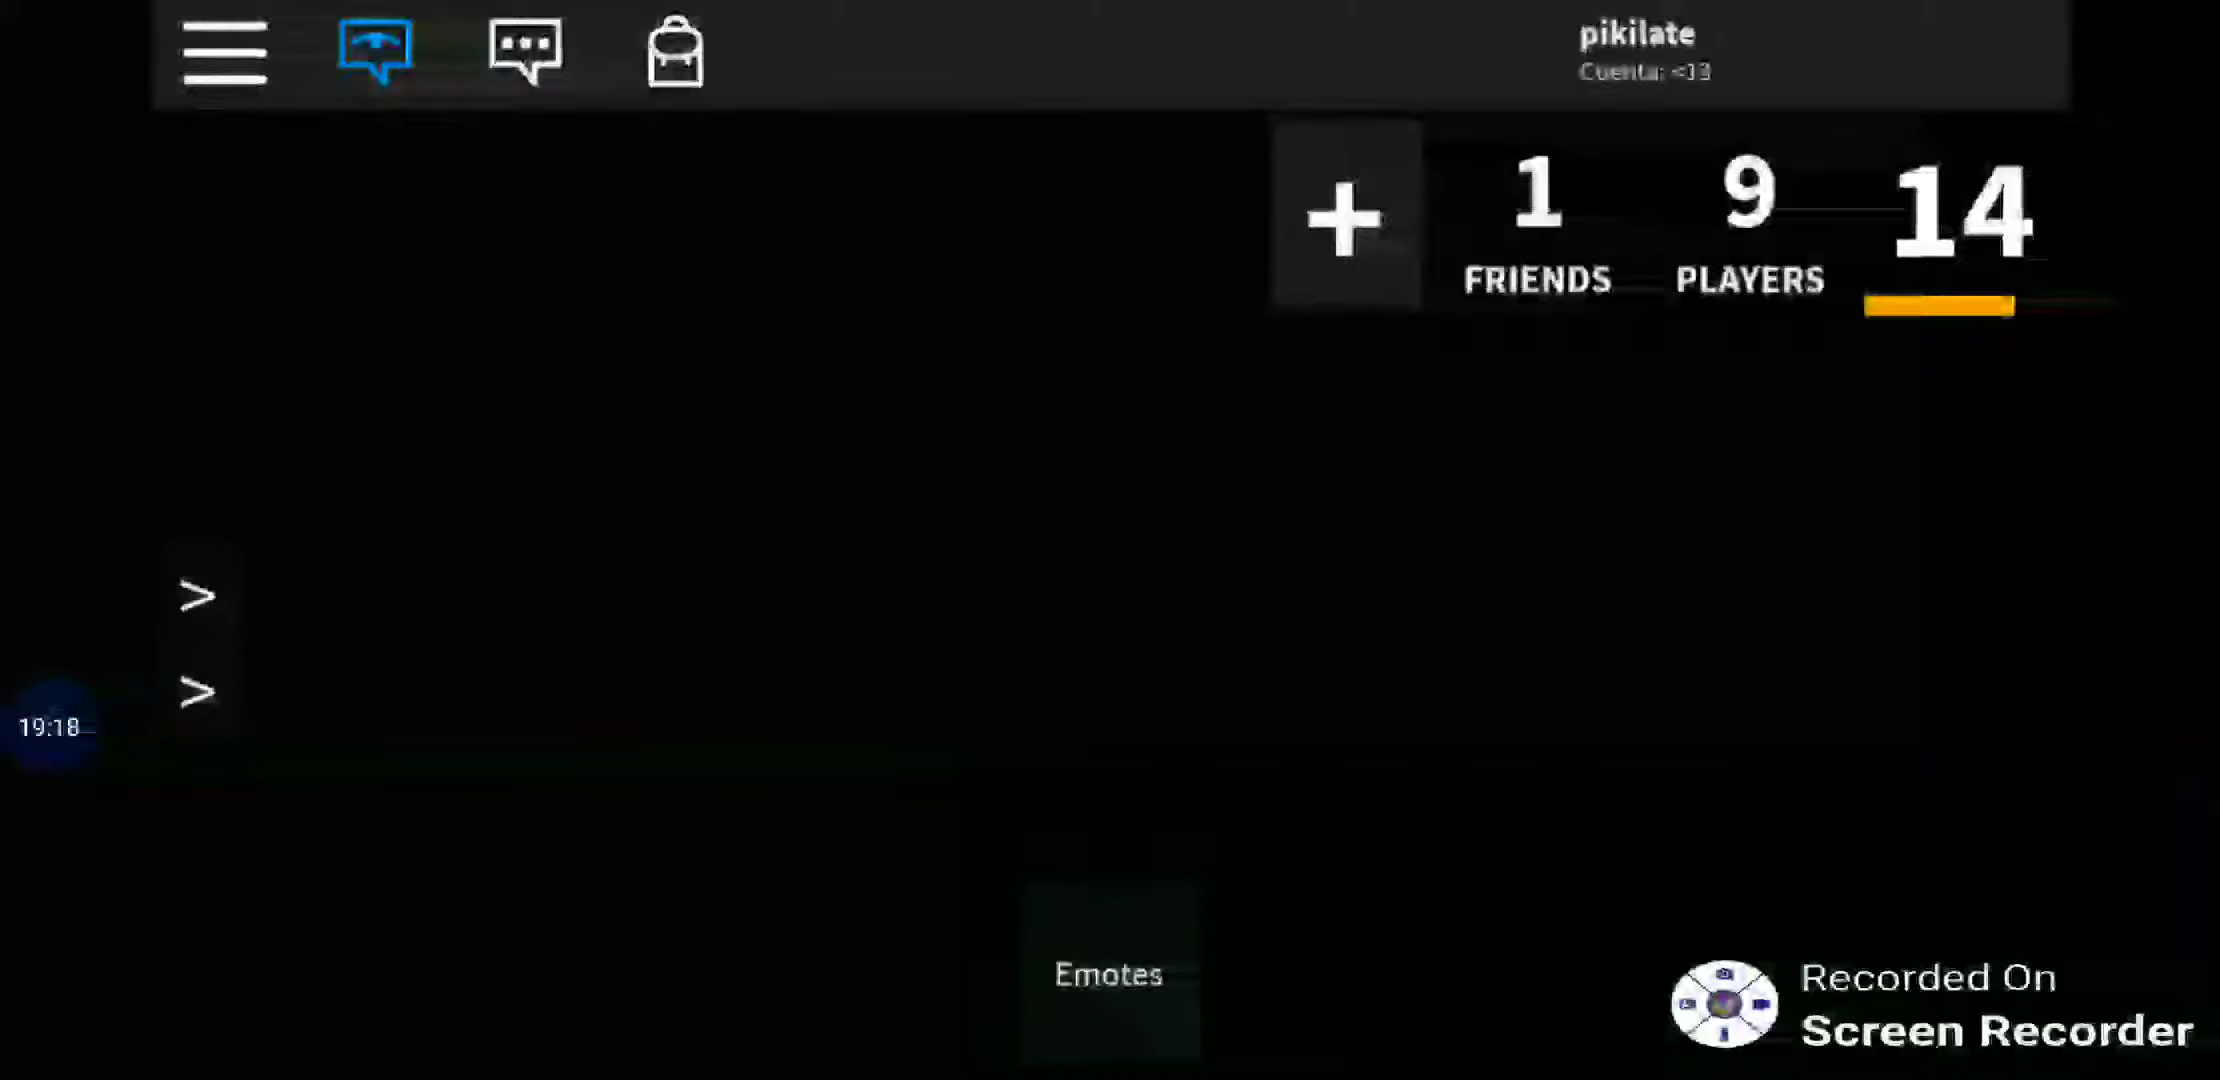 pikilate
Cuenta: <13
1
FRIENDS
9
PLAYERS
14
>
>
19:18
Emotes
Recorded On
Screen Recorder